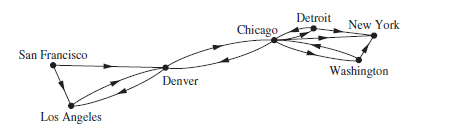 Detroit
New York
Chicago
San Francisco
Washington
Denver
Los Angeles